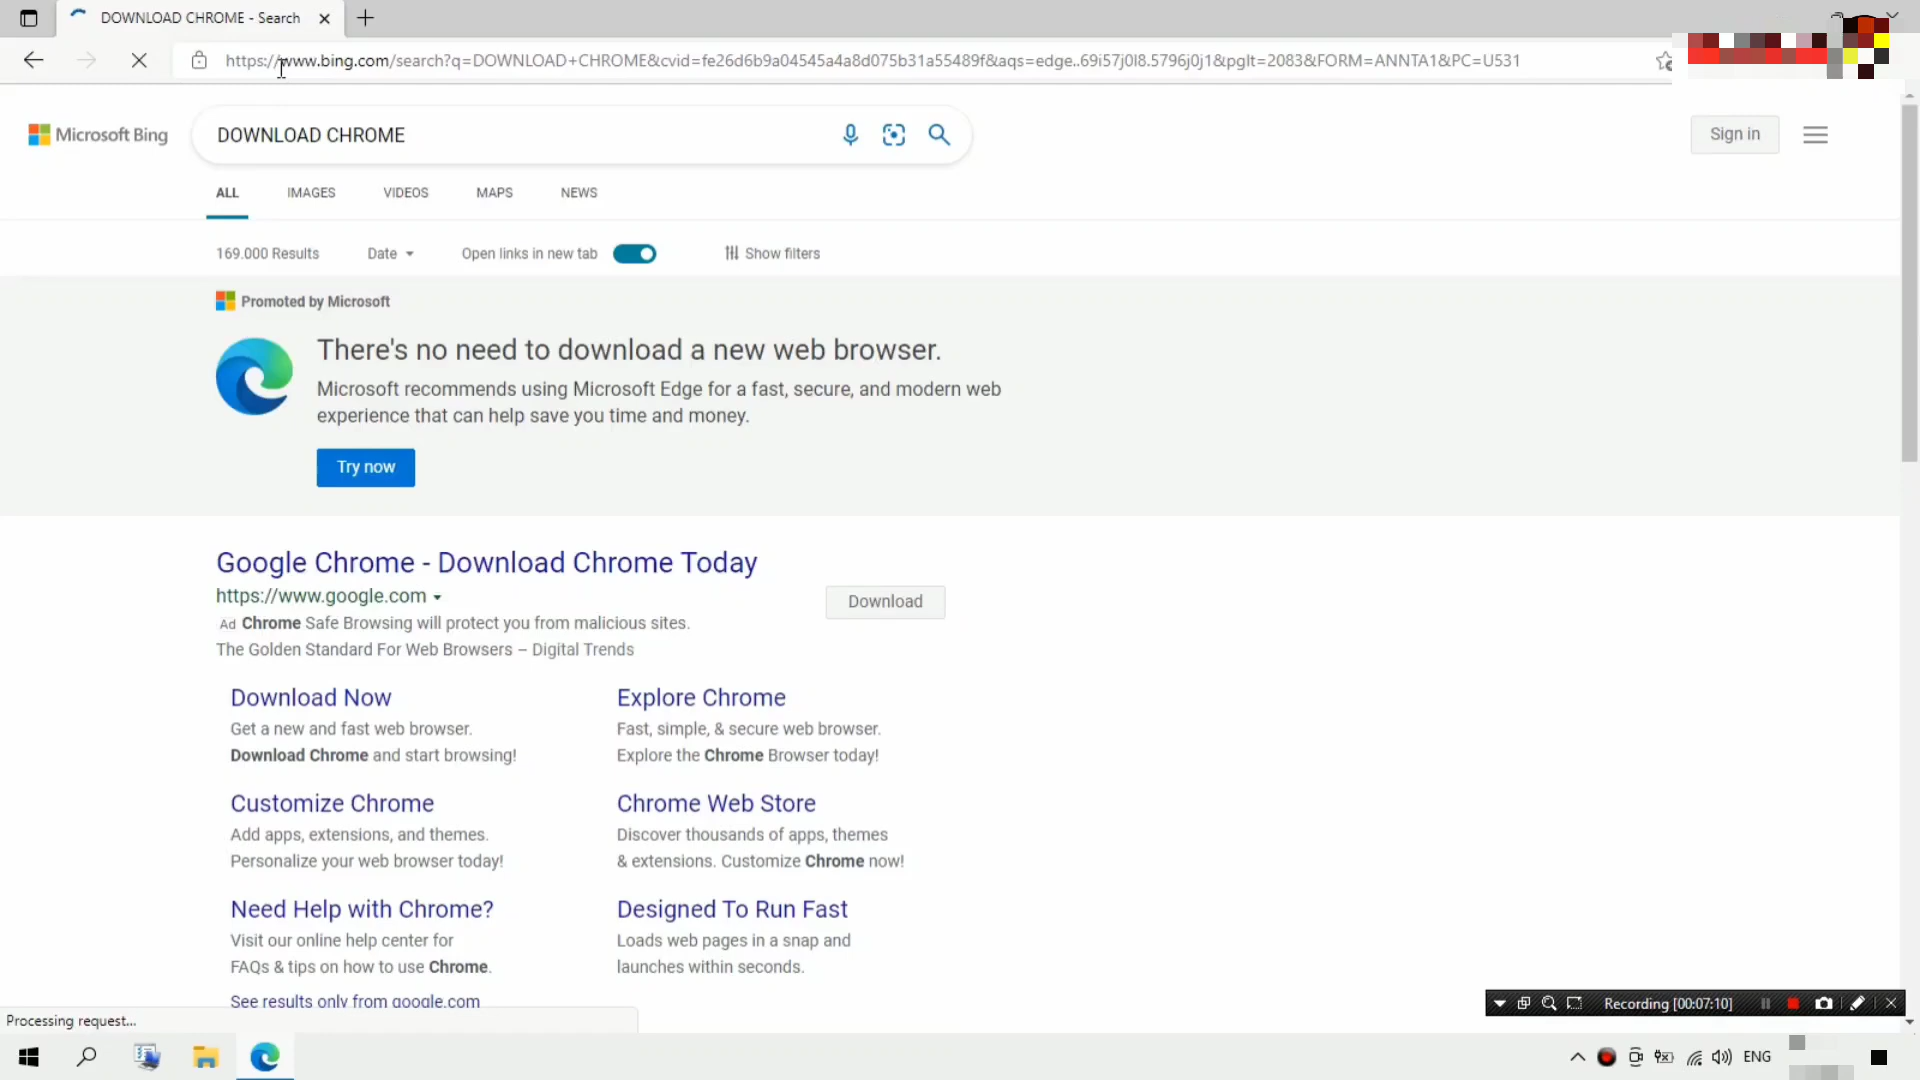 DOWNLOAD CHROME - Search
https://www.bing.com/search?q=DOWNLOAD+CHROME&cvid=fe26d6b9a04545a4a8d075b31a55489f&aqs=edge..69i57j0l8.5796j0j1&pglt=2083&FORM=ANNTA1&PC=U531
Microsoft Bing
DOWNLOAD CHROME
Sign in
ALL IMAGES VIDEOS MAPS NEWS
169.000 Results Date Open links in new tab Show filters
Promoted by Microsoft
There's no need to download a new web browser.
Microsoft recommends using Microsoft Edge for a fast, secure, and modern web
experience that can help save you time and money.
Try now
Google Chrome - Download Chrome Today
https://www.google.com
Download
Ad Chrome Safe Browsing will protect you from malicious sites.
The Golden Standard For Web Browsers – Digital Trends
Download Now
Get a new and fast web browser.
Download Chrome and start browsing!
Explore Chrome
Fast, simple, & secure web browser.
Explore the Chrome Browser today!
Customize Chrome
Add apps, extensions, and themes.
Personalize your web browser today!
Chrome Web Store
Discover thousands of apps, themes
& extensions. Customize Chrome now!
Need Help with Chrome?
Visit our online help center for
FAQs & tips on how to use Chrome.
Designed To Run Fast
Loads web pages in a snap and
launches within seconds.
See results only from google.com
Recording [00:07:10]
Processing request...
ENG